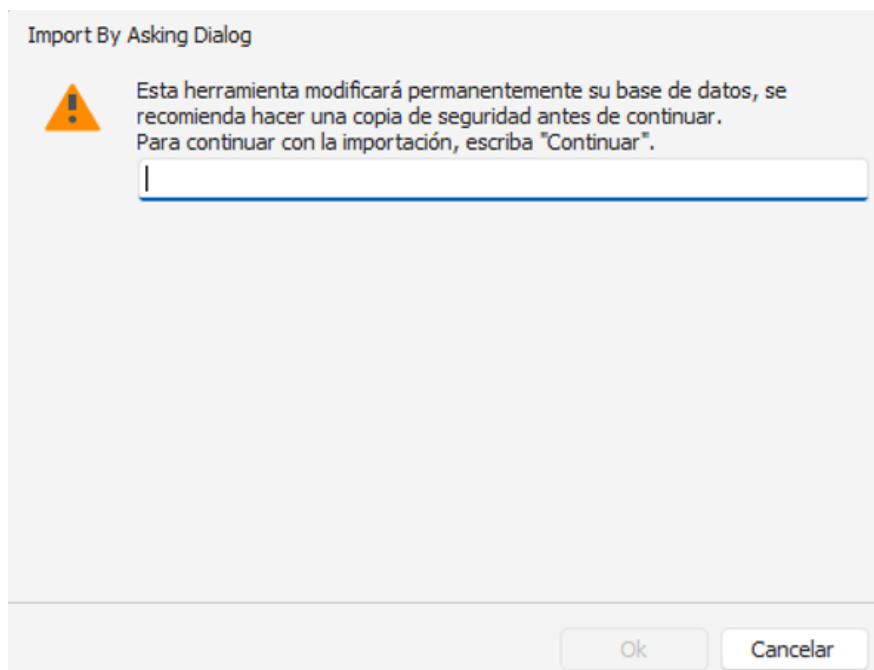 Import By Asking Dialog
Esta herramienta modificará permanentemente su base de datos, se
recomienda hacer una copia de seguridad antes de continuar.
Para continuar con la importación, escriba "Continuar".
Ok
Cancelar